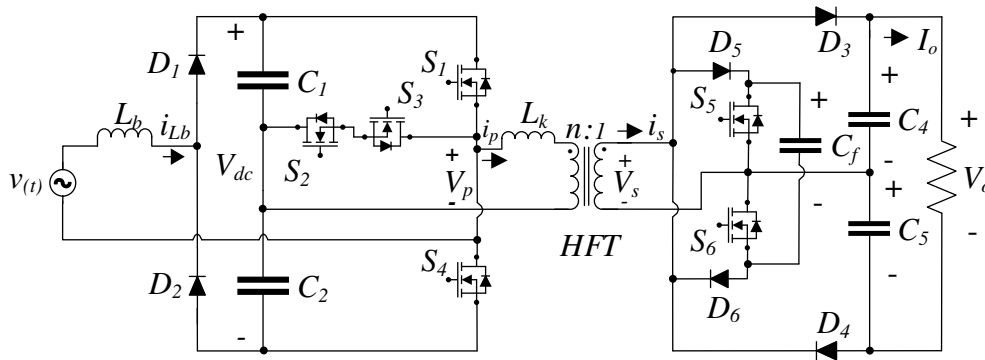 D1
+
C1
S1
S3
Lb
iLb
S2
Vdc
v(t)
ip
Lk
n:1
is
+
Vp
-
+
Vs
-
HFT
S4
D2
C2
-
D3
Io
D5
S5
+
Cf
-
+
C4
-
+
Vo
-
S6
+
C5
-
D6
D4